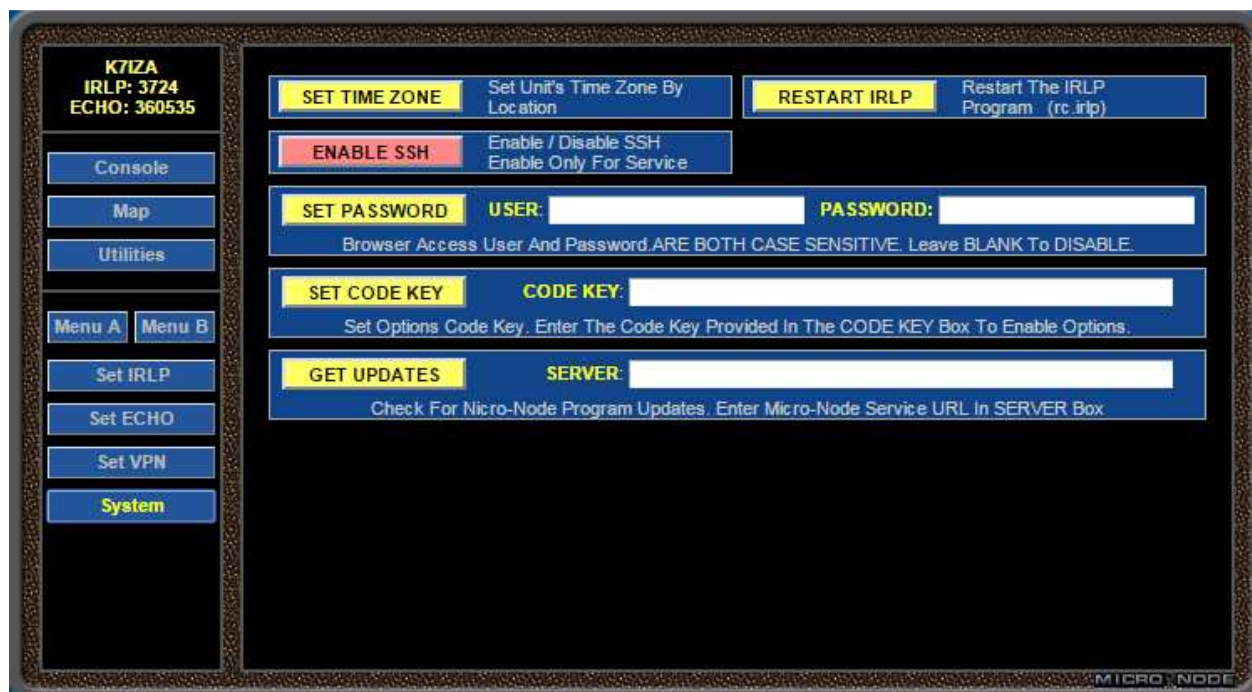 K7IZA
IRLP: 3724
ECHO: 360535
Console
Map
Utilities
Menu A Menu B
Set IRLP
Set ECHO
Set VPN
System
SET TIME ZONE
Set Unit's Time Zone By
Location
RESTART IRLP
Restart The IRLP
Program (rc.irlp)
ENABLE SSH
Enable / Disable SSH
Enable Only For Service
SET PASSWORD USER: PASSWORD:
Browser Access User And Password.ARE BOTH CASE SENSITIVE. Leave BLANK To DISABLE.
SET CODE KEY CODE KEY:
Set Options Code Key. Enter The Code Key Provided In The CODE KEY Box To Enable Options.
GET UPDATES SERVER:
Check For Nicro-Node Program Updates. Enter Micro-Node Service URL In SERVER Box
MICRO NODE